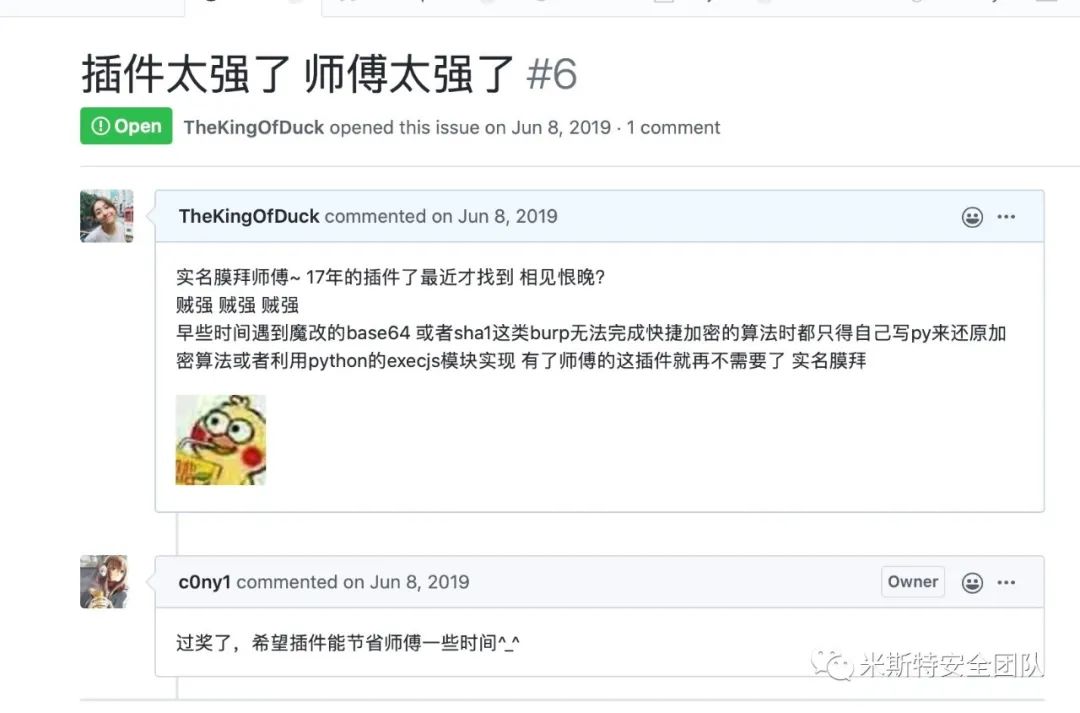 插件太强了 师傅太强了 #6
Open TheKingOfDuck opened this issue on Jun 8, 2019 · 1 comment
TheKingOfDuck commented on Jun 8, 2019
实名膜拜师傅~ 17年的插件了最近才找到 相见恨晚?
贼强 贼强 贼强
早些时间遇到魔改的base64 或者sha1这类burp无法完成快捷加密的算法时都只得自己写py来还原加
密算法或者利用python的execjs模块实现 有了师傅的这插件就再不需要了 实名膜拜
c0ny1 commented on Jun 8, 2019 Owner
过奖了，希望插件能节省师傅一些时间^_^
米斯特安全团队